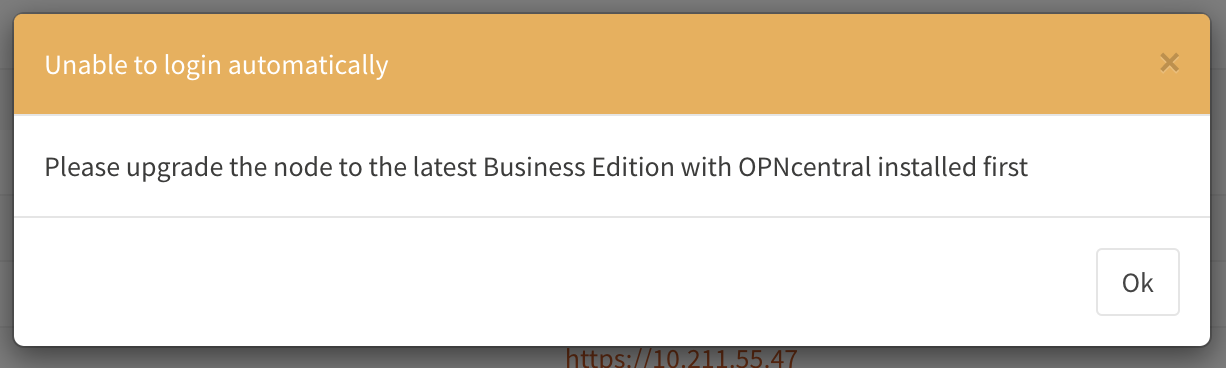 Unable to login automatically
×
Please upgrade the node to the latest Business Edition with OPNcentral installed first
Ok
https://10.211.55.47